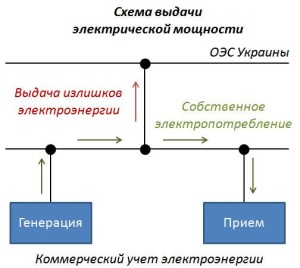 Схема выдачи
электрической мощности
ОЭС Украины
Выдача излишков
электроэнергии
Собственное
электропотребление
Генерация
Прием
Коммерческий учет электроэнергии